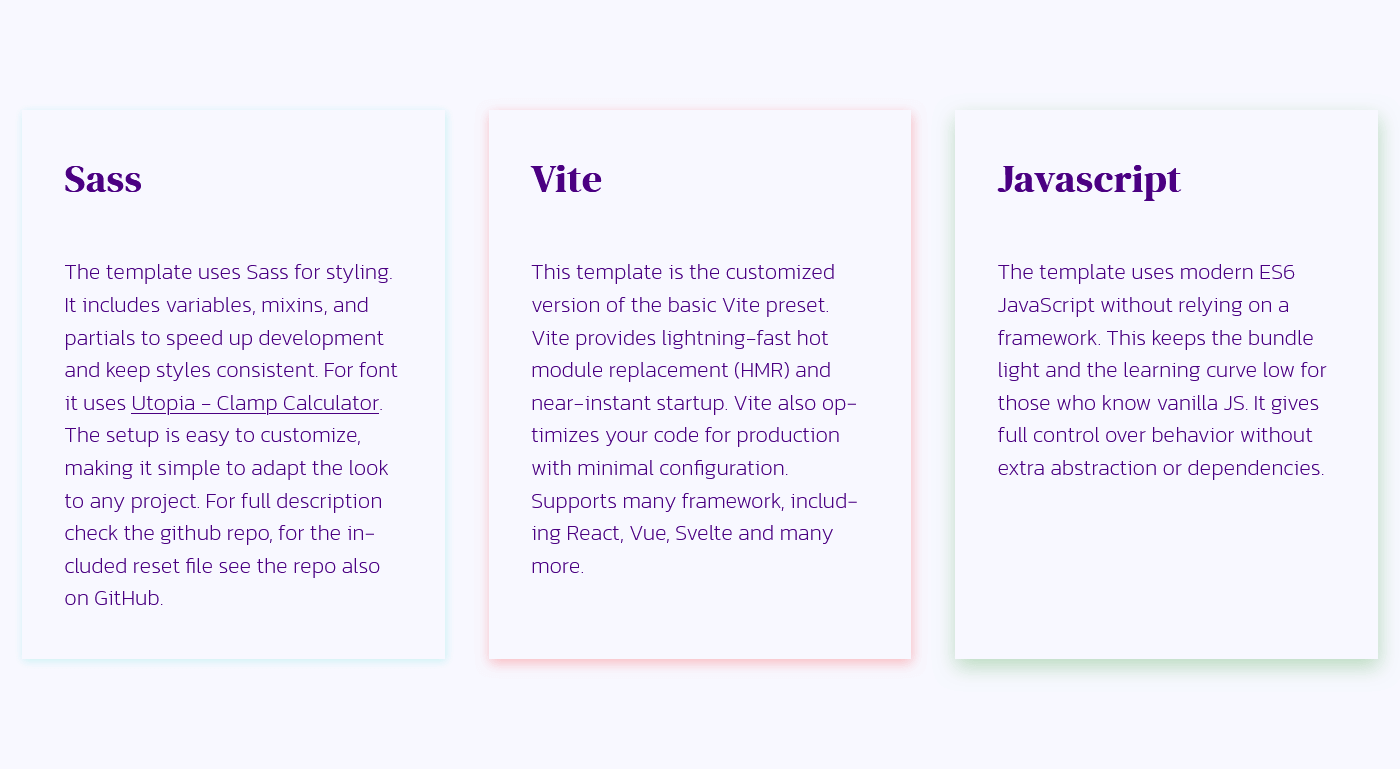 Sass
The template uses Sass for styling.
It includes variables, mixins, and
partials to speed up development
and keep styles consistent. For font
it uses Utopia - Clamp Calculator.
The setup is easy to customize,
making it simple to adapt the look
to any project. For full description
check the github repo, for the in-
cluded reset file see the repo also
on GitHub.
Vite
This template is the customized
version of the basic Vite preset.
Vite provides lightning-fast hot
module replacement (HMR) and
near-instant startup. Vite also op-
timizes your code for production
with minimal configuration.
Supports many framework, includ-
ing React, Vue, Svelte and many
more.
Javascript
The template uses modern ES6
JavaScript without relying on a
framework. This keeps the bundle
light and the learning curve low for
those who know vanilla JS. It gives
full control over behavior without
extra abstraction or dependencies.